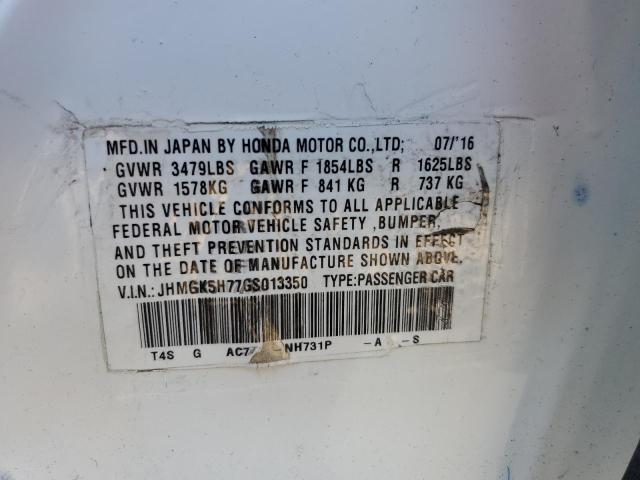 MFD.IN JAPAN BY HONDA MOTOR CO.,LTD; 07/'16
GVWR 3479LBS GAWR F 1854LBS R 1625LBS
GVWR 1578KG GAWR F 841 KG R 737 KG
THIS VEHICLE CONFORMS TO ALL APPLICABLE
FEDERAL MOTOR VEHICLE SAFETY ,BUMPER,
AND THEFT PREVENTION STANDARDS IN EFFECT
ON THE DATE OF MANUFACTURE SHOWN ABOVE.
V.I.N.: JHMGK5H77GS013350 TYPE:PASSENGER CAR
T4S G NH731P -A -S